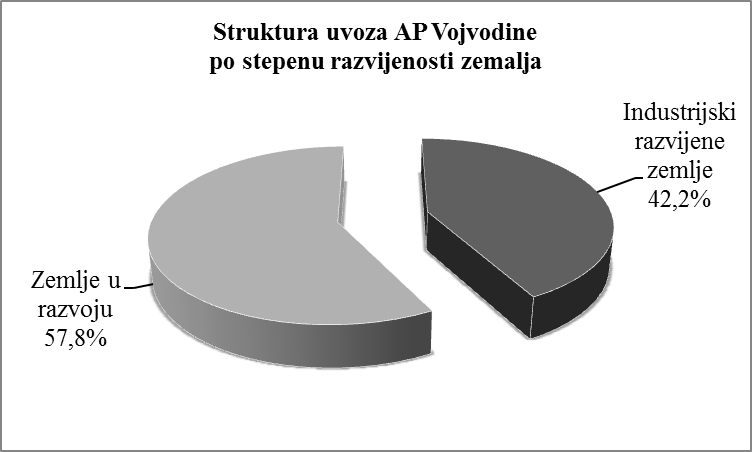 Struktura uvoza AP Vojvodine
po stepenu razvijenosti zemalja
Industrijski
razvijene
zemlje
42,2%
Zemlje u
razvoju
57,8%